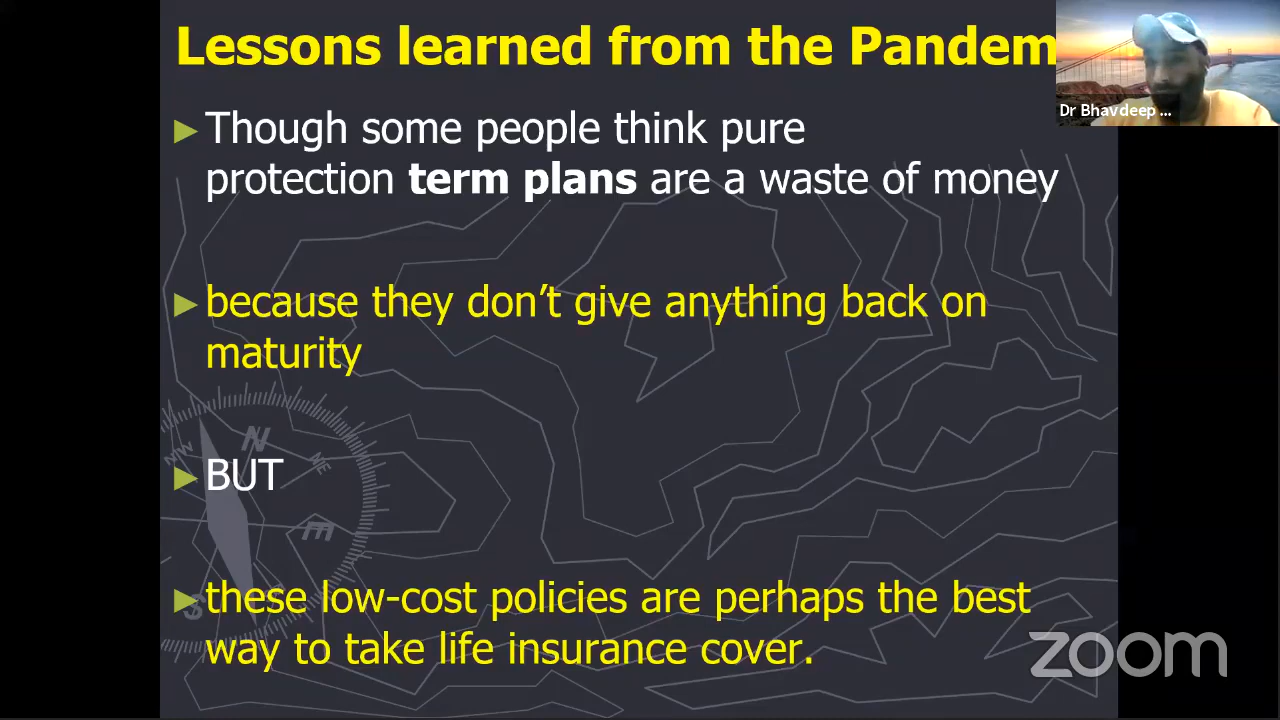 Lessons learned from the Pandem
Dr Bhavdeep ...
►Though some people think pure
protection term plans are a waste of money
►because they don't give anything back on
maturity
►BUT
►these low-cost policies are perhaps the best
way to take life insurance cover.
N
NW
NE
E
S
zoom